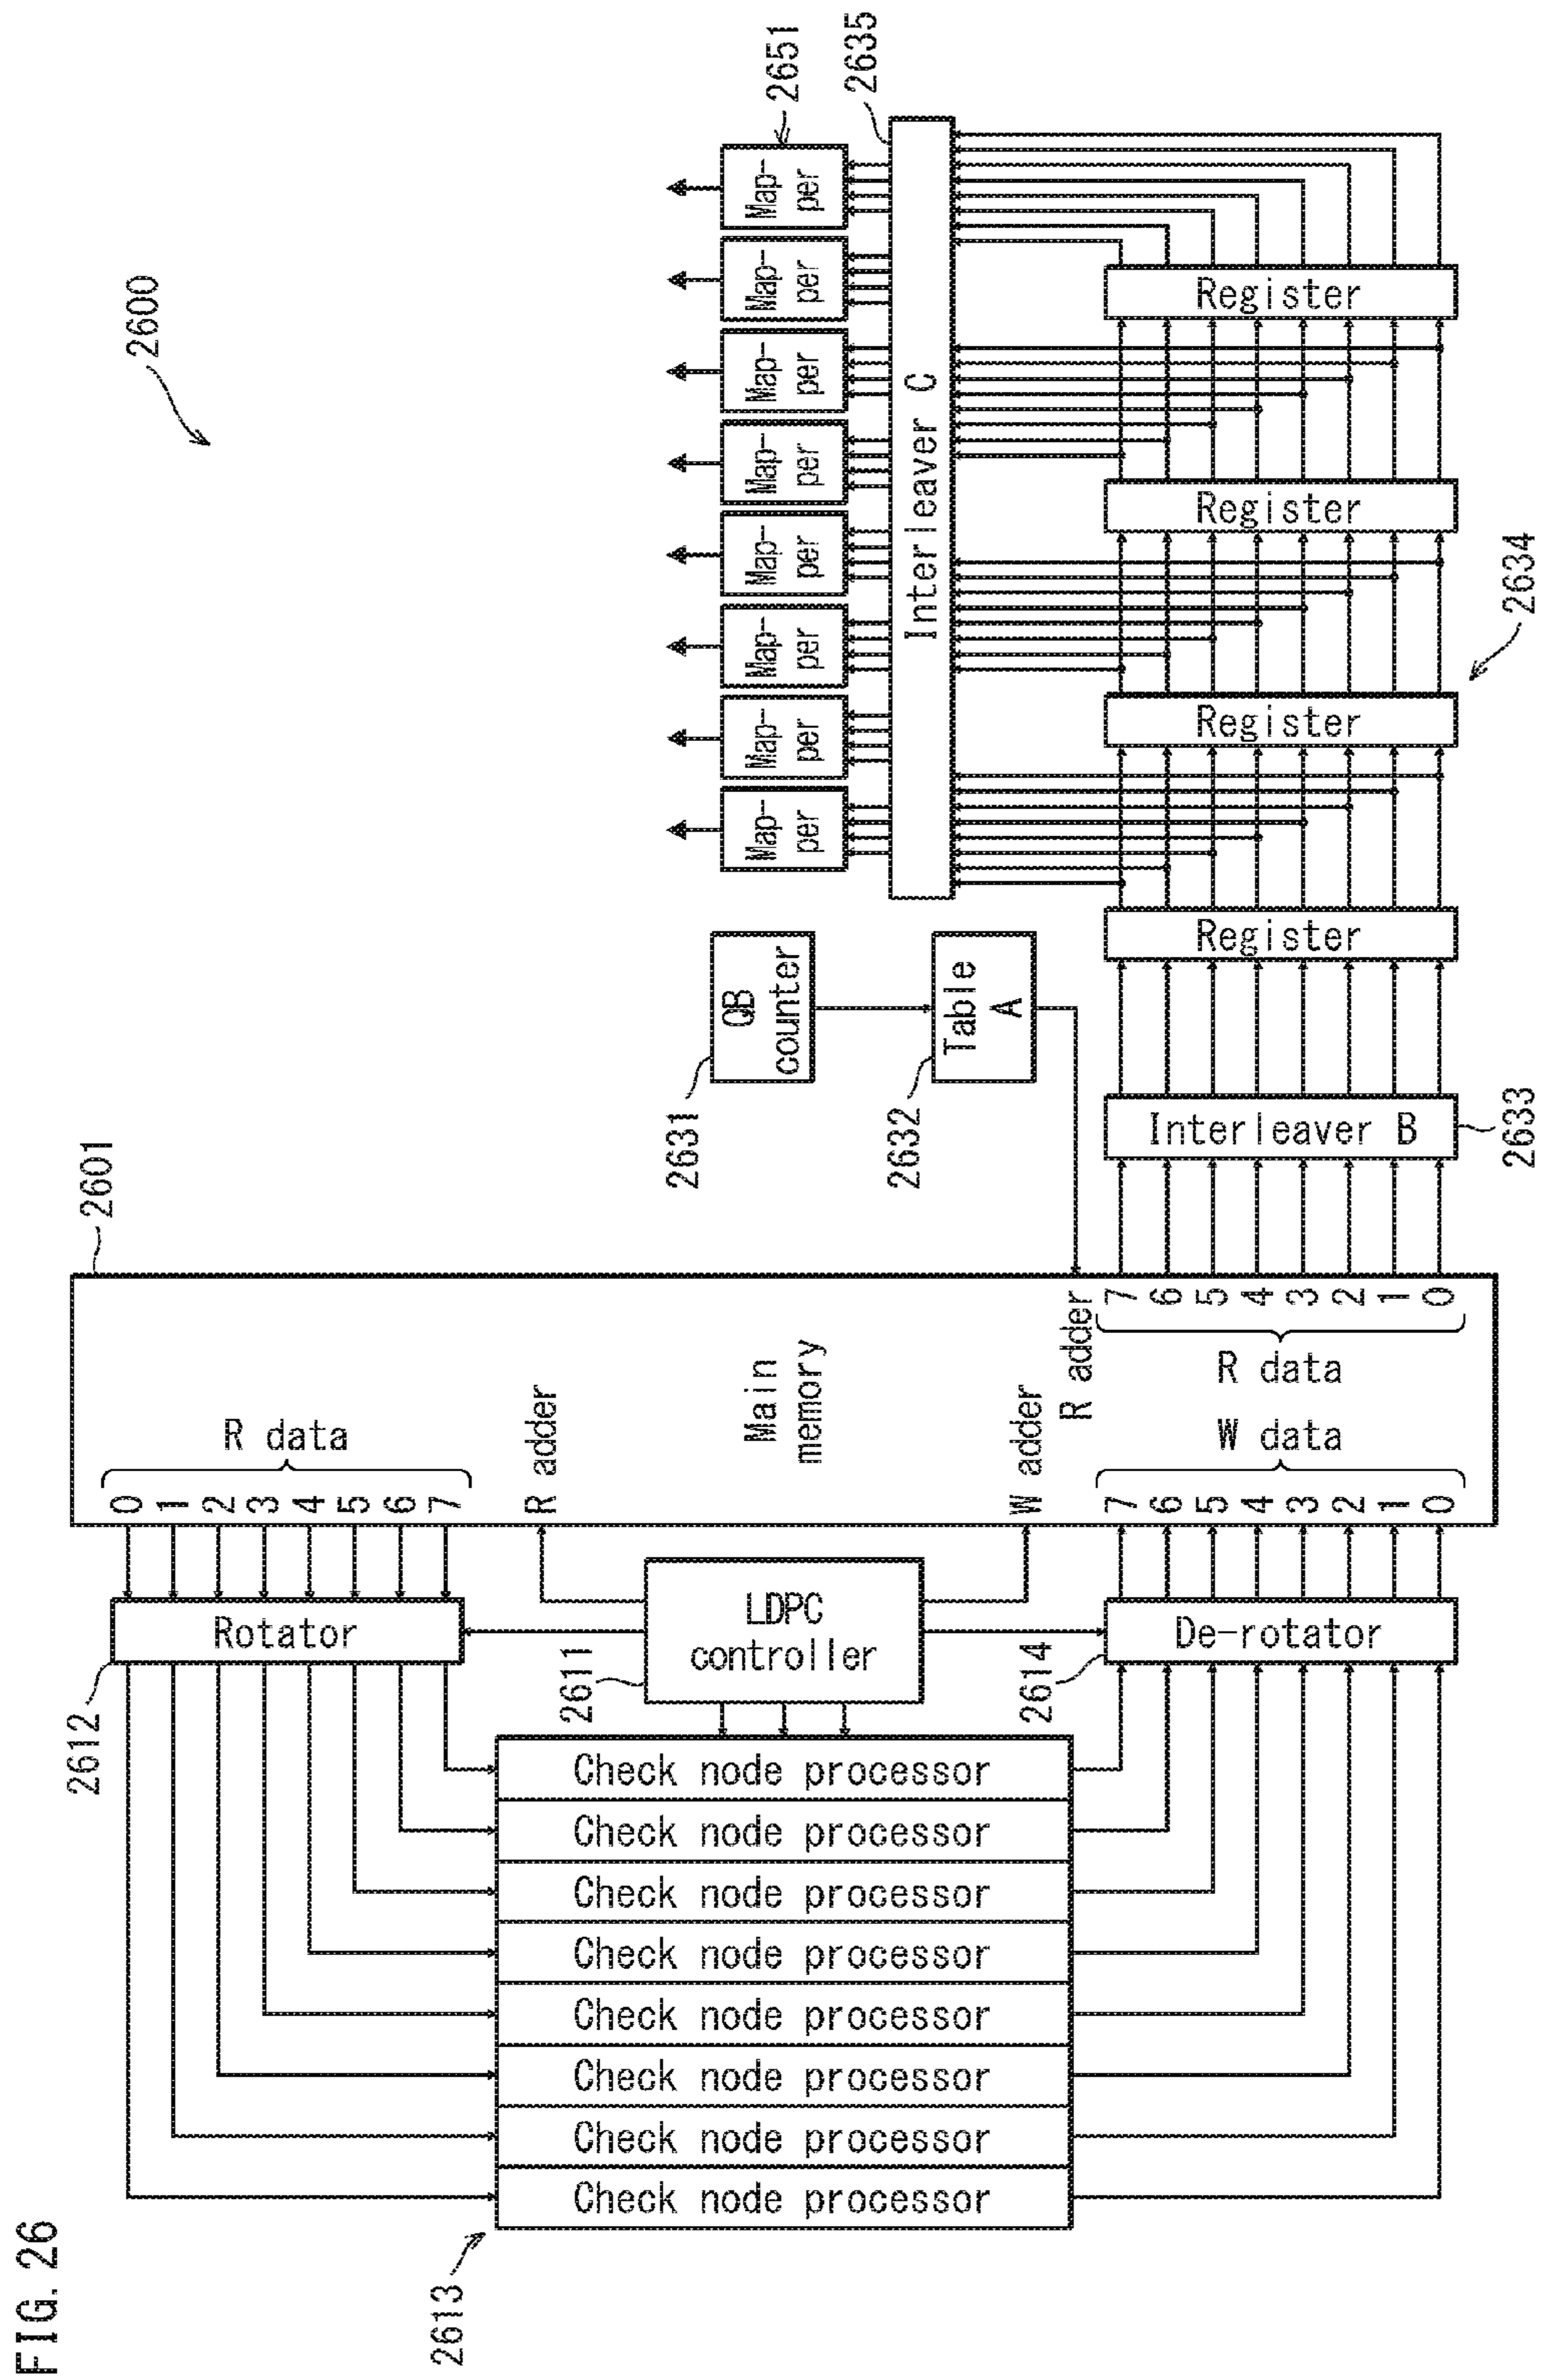 FIG. 26
2600
2613
Check node processor
Check node processor
Check node processor
Check node processor
Check node processor
Check node processor
Check node processor
Check node processor
2612
Rotator
2611
LDPC
controller
2614
De-rotator
2601
0
1
2
3
4
5
6
7
R data
R adder
Main
memory
W adder
7
6
5
4
3
2
1
0
W data
R adder
7
6
5
4
3
2
1
0
R data
2631
QB
counter
2632
Table
A
Interleaver B
2633
Register
Register
Register
Register
2634
Interleaver C
2635
Map-
per
Map-
per
Map-
per
Map-
per
Map-
per
Map-
per
Map-
per
Map-
per
2651